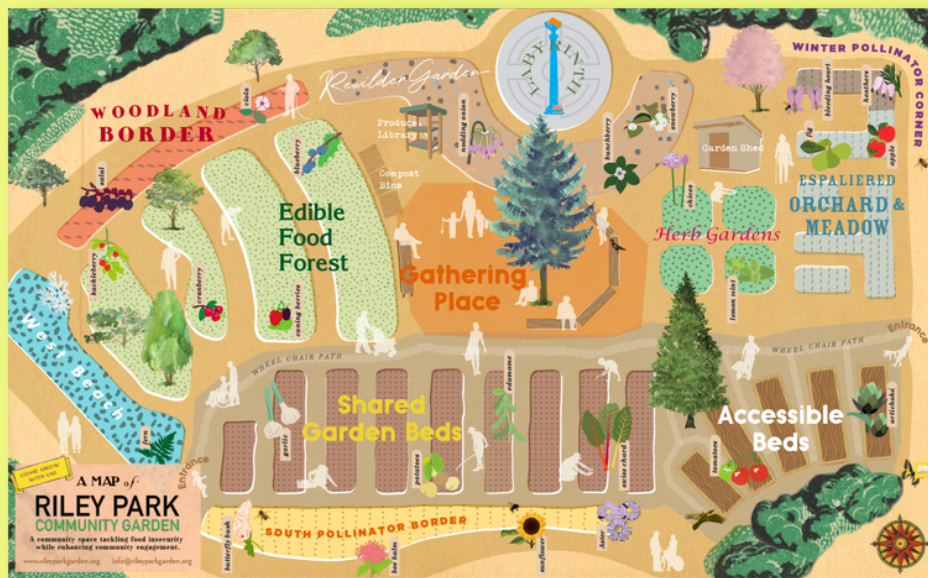 WINTER POLLINATOR CORNER
LABYRINTH
Rewilder Garden
WOODLAND
BORDER
viola
bleeding heart
heathers
Produce
Library
nodding onion
bunchberry
snowberry
Garden Shed
fig
apple
blueberry
Compost
Bins
salal
chives
ESPALIERED
ORCHARD &
MEADOW
Edible
Food
Forest
Herb Gardens
huckleberry
cranberry
caning berries
Gathering
Place
lemon mint
West Beach
WHEEL CHAIR PATH
WHEEL CHAIR PATH
Entrance
edamame
Shared
Garden Beds
Accessible
Beds
artichoke
garlic
potatoes
swiss chard
tomatoes
fern
Entrance
COME GROW
WITH US!
A MAP of
RILEY PARK
COMMUNITY GARDEN
A community space tackling food insecurity
while enhancing community engagement.
www.rileyparkgarden.org info@rileyparkgarden.org
SOUTH POLLINATOR BORDER
butterfly bush
bee balm
sunflower
Aster